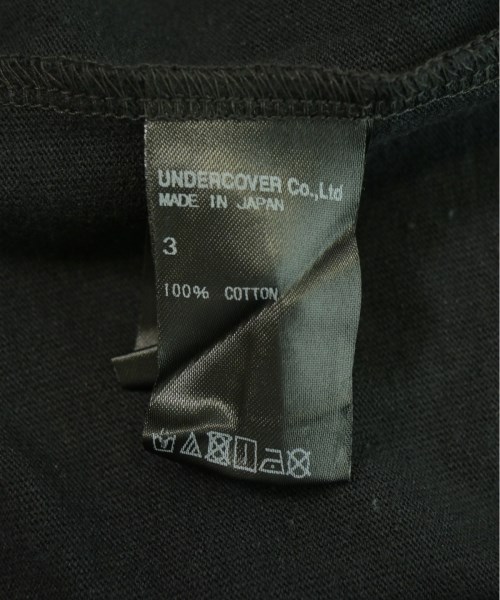 UNDERCOVER Co.,Ltd
MADE IN JAPAN
3
100% COTTON